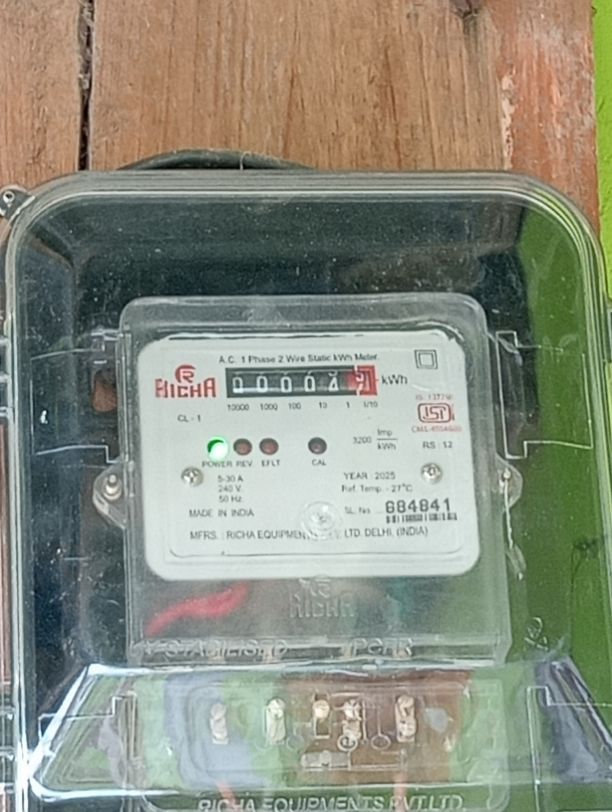 A.C. 1 Phase 2 Wire Static kWh Meter.
RICHA
kWh
10000 1000 100 10 1 1/10
CL - 1
ISI
3200 Imp/kWh
RS : 12
POWER REV. EFLT CAL
5-30 A
240 V.
50 Hz.
YEAR : 2025
Ref. Temp. - 27°C
MADE IN INDIA
SL. No. 684841
MFRS. : RICHA EQUIPMENTS PVT. LTD. DELHI, (INDIA)
RICHA
RICHA EQUIPMENTS PVT.LTD.